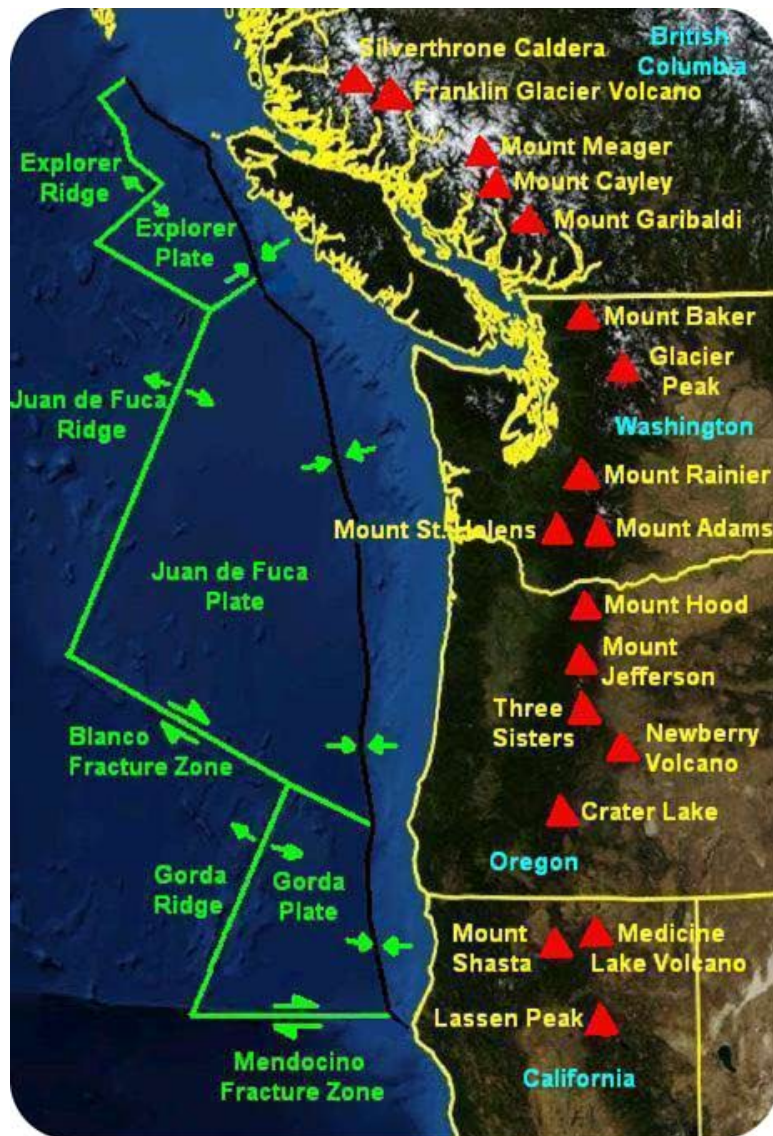 British
Columbia
Silverthrone Caldera
Franklin Glacier Volcano
Mount Meager
Mount Cayley
Mount Garibaldi
Explorer
Ridge
Explorer
Plate
Mount Baker
Glacier
Peak
Juan de Fuca
Ridge
Washington
Mount Rainier
Mount St. Helens
Mount Adams
Juan de Fuca
Plate
Mount Hood
Mount
Jefferson
Three
Sisters
Newberry
Volcano
Blanco
Fracture Zone
Crater Lake
Oregon
Gorda
Ridge
Gorda
Plate
Mount
Shasta
Medicine
Lake Volcano
Lassen Peak
Mendocino
Fracture Zone
California